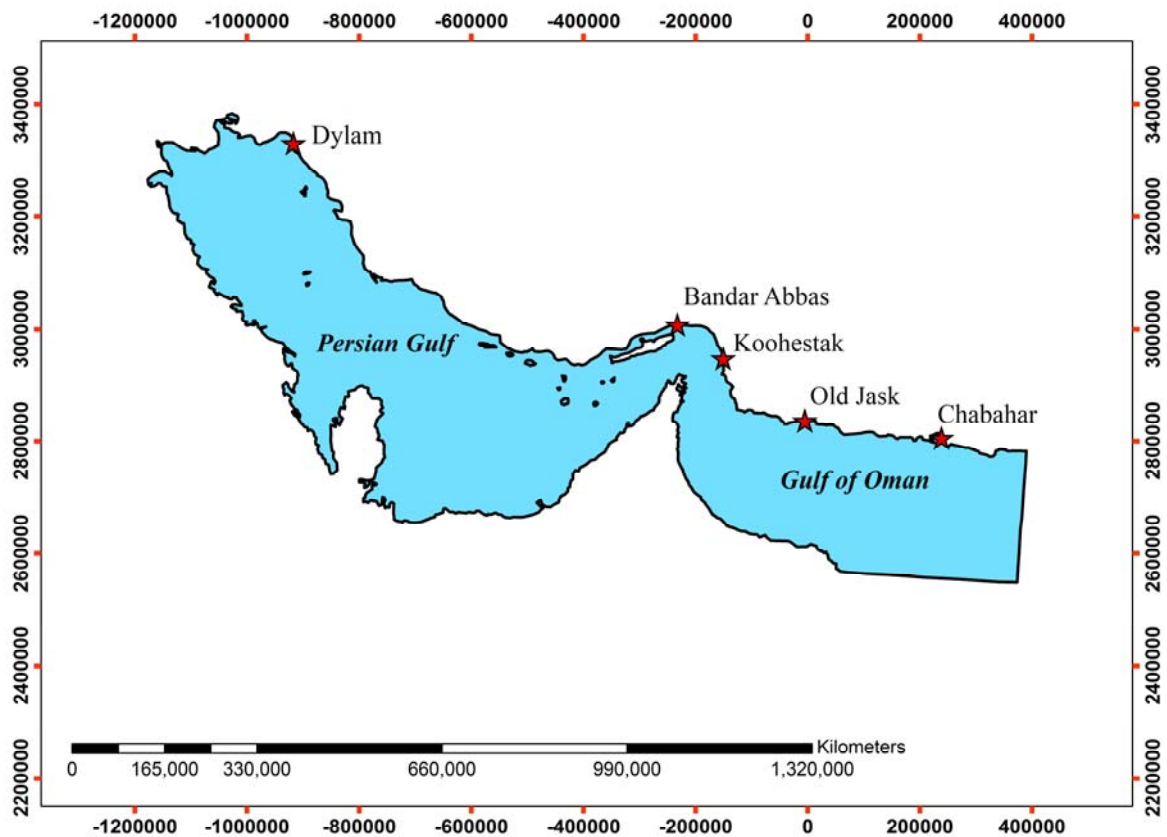 -1200000 -1000000 -800000 -600000 -400000 -200000 0 200000 400000
3400000 3400000
Dylam
3200000 3200000
Bandar Abbas
3000000 3000000
Persian Gulf
Koohestak
Old Jask
Chabahar
2800000 2800000
Gulf of Oman
2600000 2600000
2400000 2400000
Kilometers
0 165,000 330,000 660,000 990,000 1,320,000
2200000 2200000
-1200000 -1000000 -800000 -600000 -400000 -200000 0 200000 400000